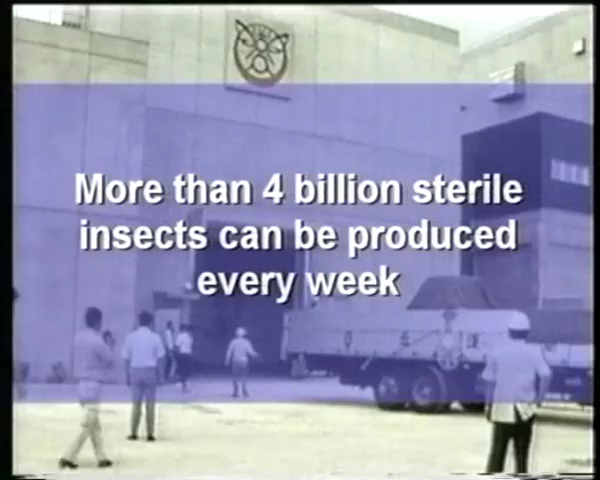 More than 4 billion sterile
insects can be produced
every week